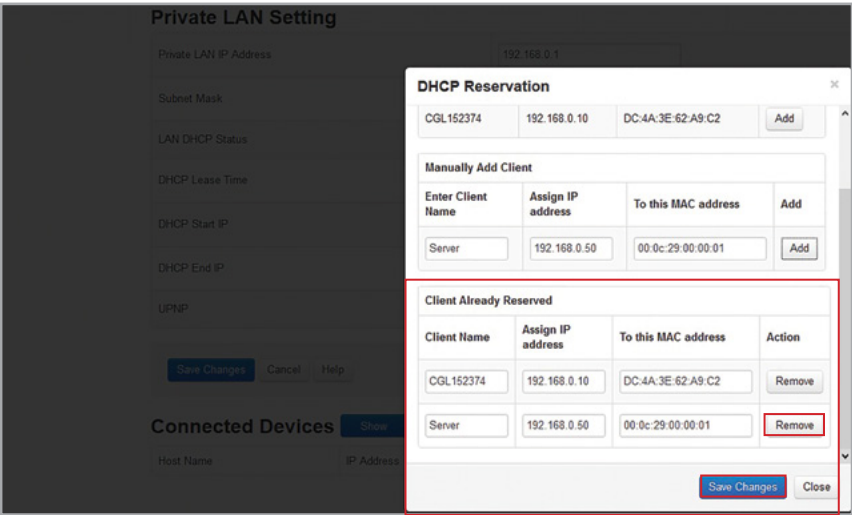 Private LAN Setting
Private LAN IP Address
192.168.0.1
Subnet Mask
LAN DHCP Status
DHCP Lease Time
DHCP Start IP
DHCP End IP
UPNP
Save Changes Cancel Help
Connected Devices Show
Host Name IP Address
DHCP Reservation ×
CGL152374 192.168.0.10 DC:4A:3E:62:A9:C2 Add
Manually Add Client
Enter Client Name Assign IP address To this MAC address Add
Server 192.168.0.50 00:0c:29:00:00:01 Add
Client Already Reserved
Client Name Assign IP address To this MAC address Action
CGL152374 192.168.0.10 DC:4A:3E:62:A9:C2 Remove
Server 192.168.0.50 00:0c:29:00:00:01 Remove
Save Changes Close